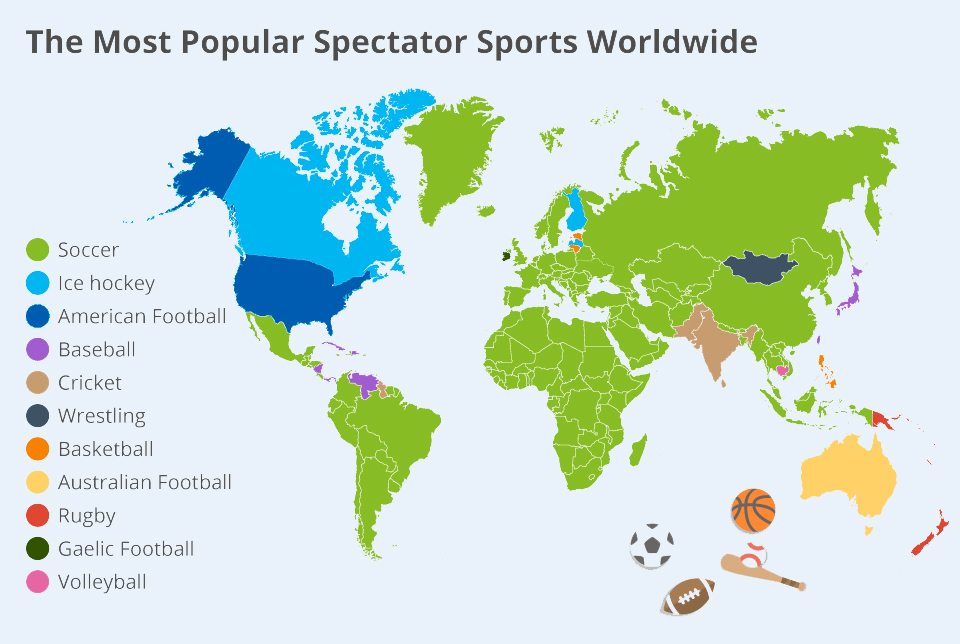 The Most Popular Spectator Sports Worldwide
Soccer
Ice hockey
American Football
Baseball
Cricket
Wrestling
Basketball
Australian Football
Rugby
Gaelic Football
Volleyball